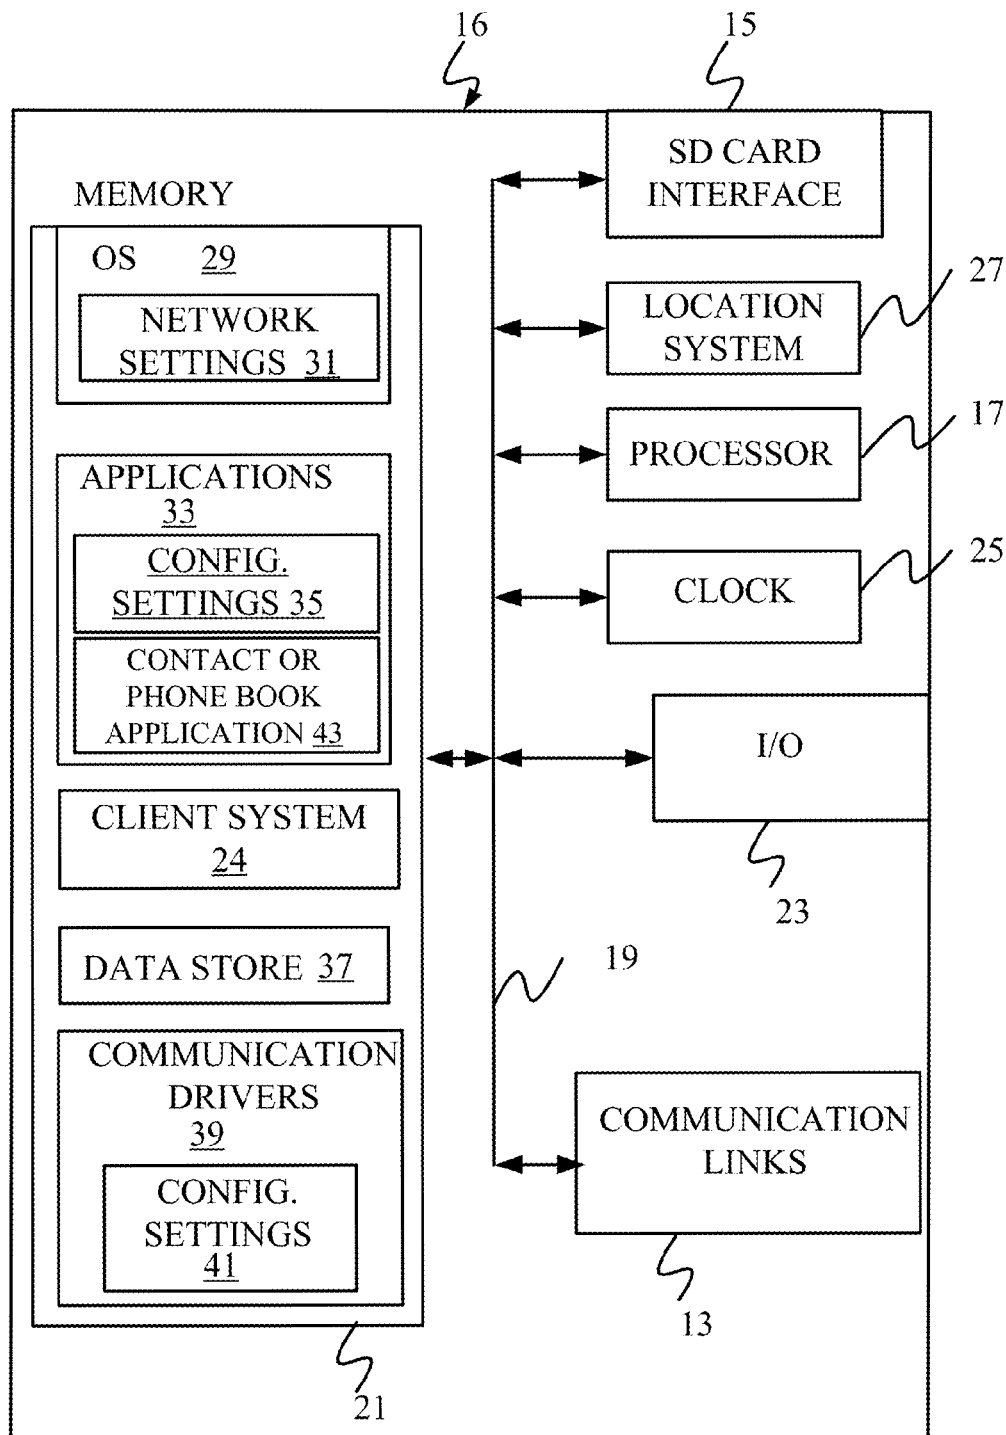 16
15
SD CARD
INTERFACE
MEMORY
OS 29
NETWORK
SETTINGS 31
27
LOCATION
SYSTEM
17
PROCESSOR
APPLICATIONS
33
CONFIG.
SETTINGS 35
CONTACT OR
PHONE BOOK
APPLICATION 43
25
CLOCK
I/O
23
CLIENT SYSTEM
24
DATA STORE 37
19
COMMUNICATION
DRIVERS
39
CONFIG.
SETTINGS
41
COMMUNICATION
LINKS
13
21